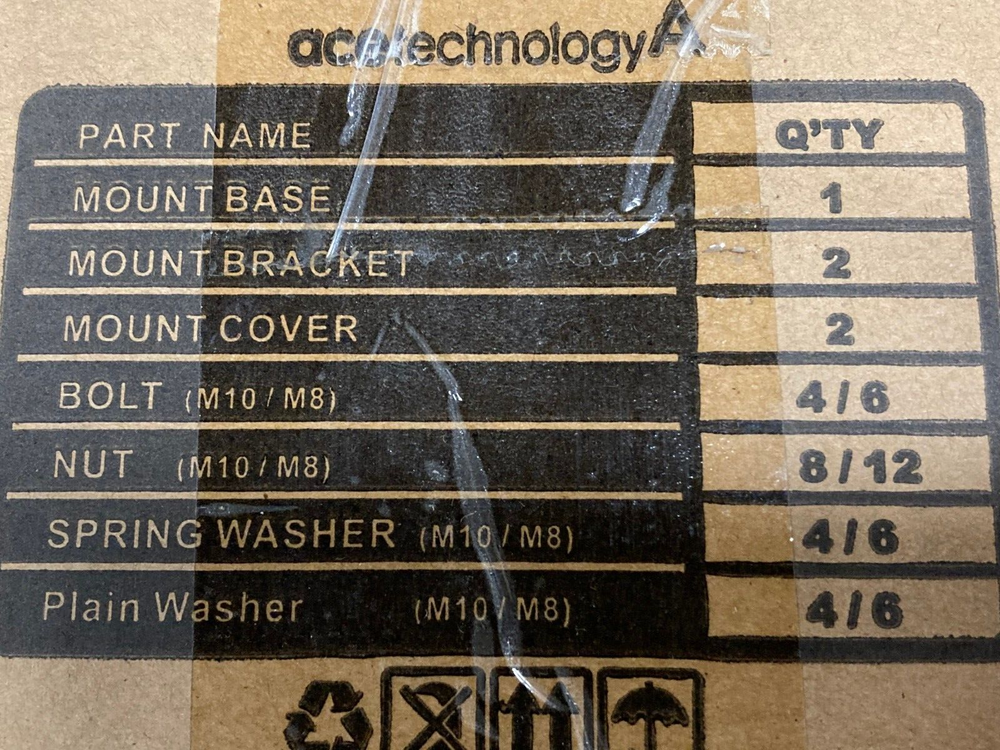 acetechnologyA
PART NAME Q'TY
MOUNT BASE 1
MOUNT BRACKET 2
MOUNT COVER 2
BOLT (M10 / M8) 4 / 6
NUT (M10 / M8) 8 / 12
SPRING WASHER (M10 / M8) 4 / 6
Plain Washer (M10 / M8) 4 / 6